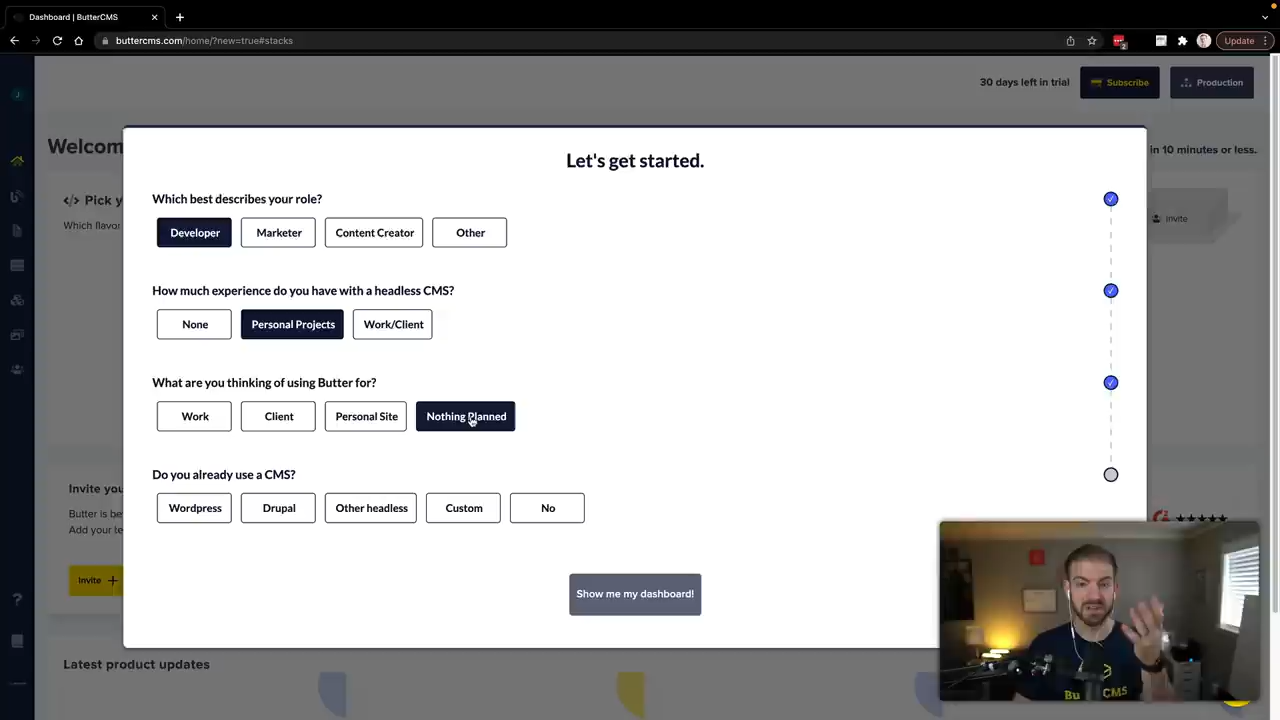 Dashboard | ButterCMS
buttercms.com/home/?new=true#stacks
2
Update
J
30 days left in trial
Subscribe
Production
Welcom
in 10 minutes or less.
Let's get started.
</> Pick y
Which flavor
Invite
Which best describes your role?
Developer Marketer Content Creator Other
How much experience do you have with a headless CMS?
None Personal Projects Work/Client
What are you thinking of using Butter for?
Work Client Personal Site Nothing Planned
Do you already use a CMS?
Wordpress Drupal Other headless Custom No
Invite you
Butter is be
Add your te
Invite +
Show me my dashboard!
Latest product updates
?